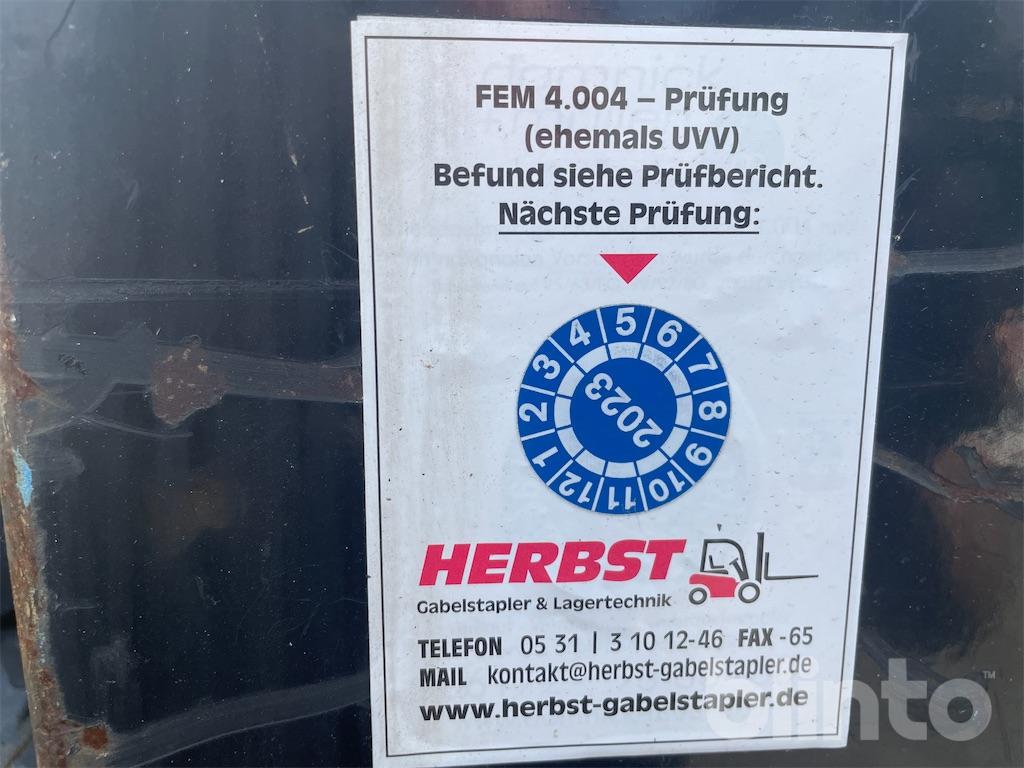 FEM 4.004 – Prüfung
(ehemals UVV)
Befund siehe Prüfbericht.
Nächste Prüfung:
1 2 3 4 5 6 7 8 9 10 11 12
2023
HERBST
Gabelstapler & Lagertechnik
TELEFON 05 31 | 3 10 12-46 FAX -65
MAIL kontakt@herbst-gabelstapler.de
www.herbst-gabelstapler.de
blinto™